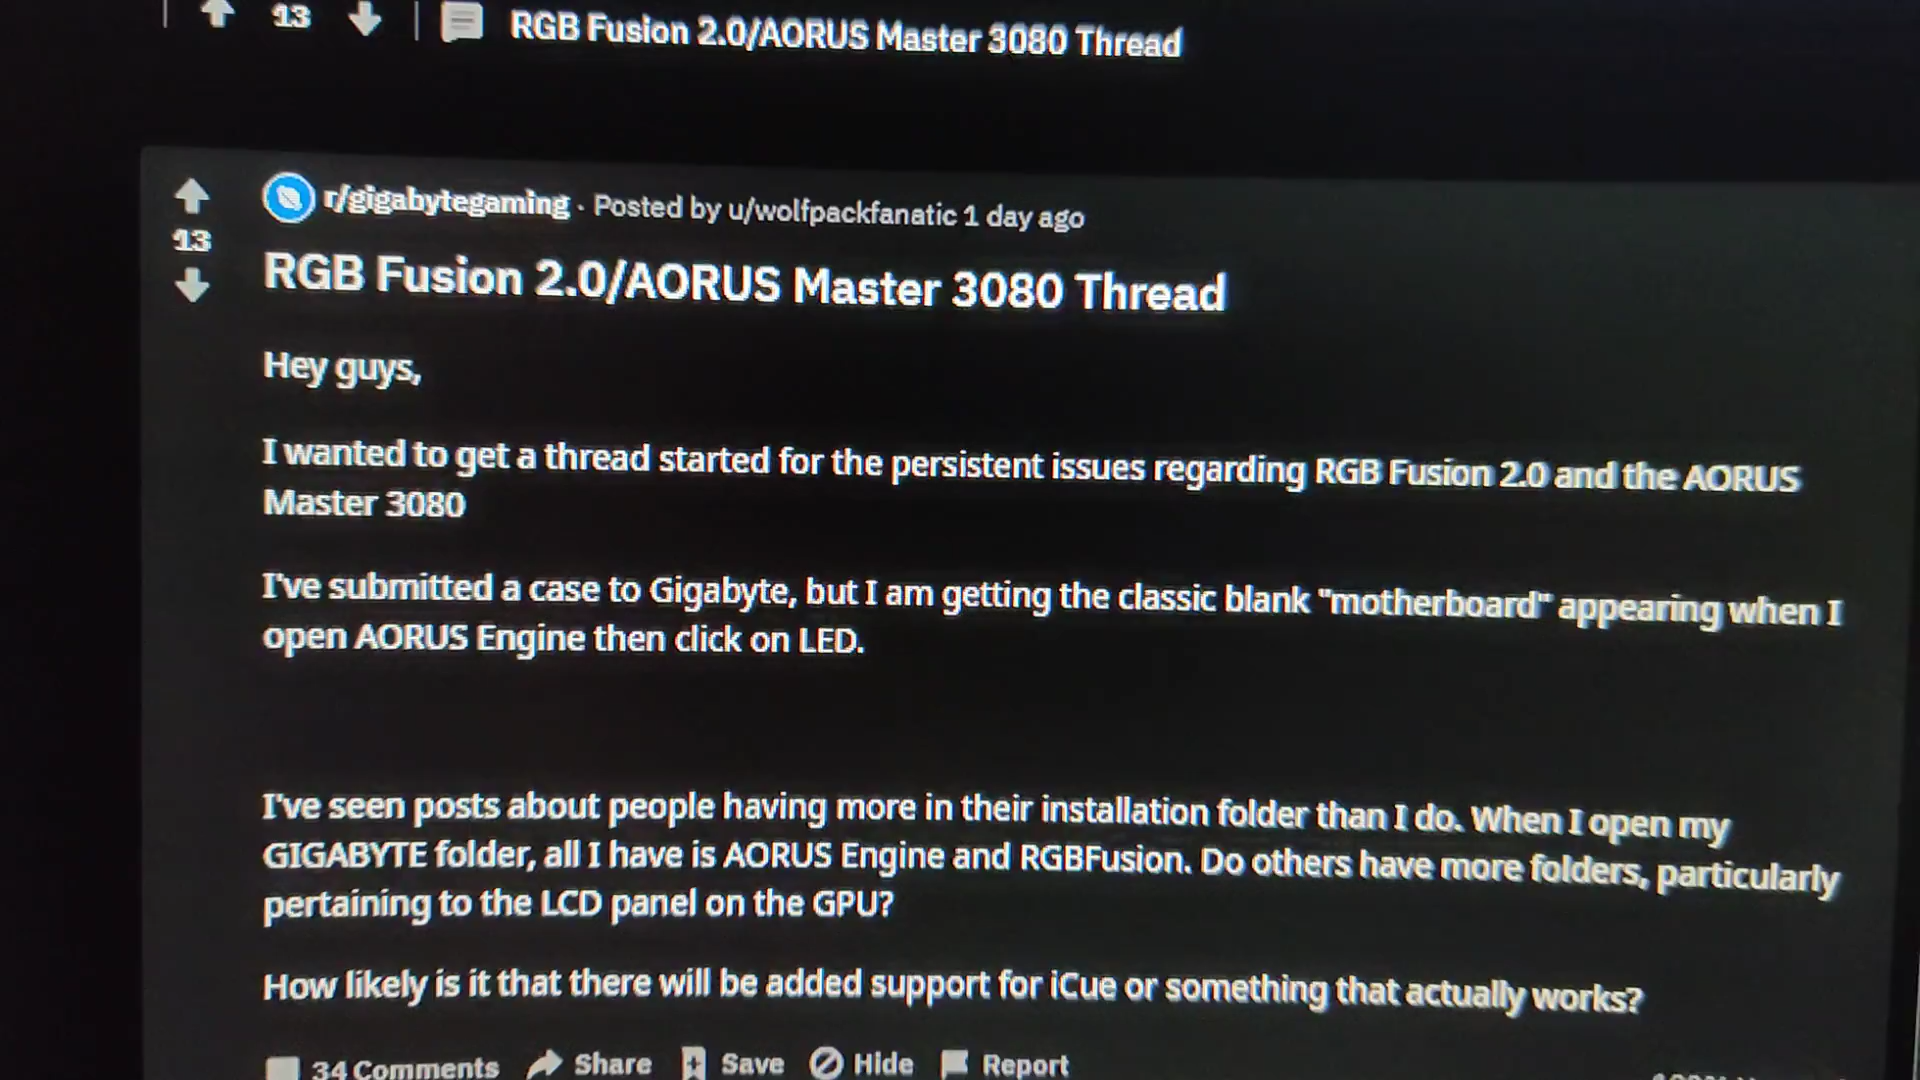 13 RGB Fusion 2.0/AORUS Master 3080 Thread
r/gigabytegaming · Posted by u/wolfpackfanatic 1 day ago
13
RGB Fusion 2.0/AORUS Master 3080 Thread
Hey guys,
I wanted to get a thread started for the persistent issues regarding RGB Fusion 2.0 and the AORUS
Master 3080
I've submitted a case to Gigabyte, but I am getting the classic blank "motherboard" appearing when I
open AORUS Engine then click on LED.
I've seen posts about people having more in their installation folder than I do. When I open my
GIGABYTE folder, all I have is AORUS Engine and RGBFusion. Do others have more folders, particularly
pertaining to the LCD panel on the GPU?
How likely is it that there will be added support for iCue or something that actually works?
34 Comments Share Save Hide Report